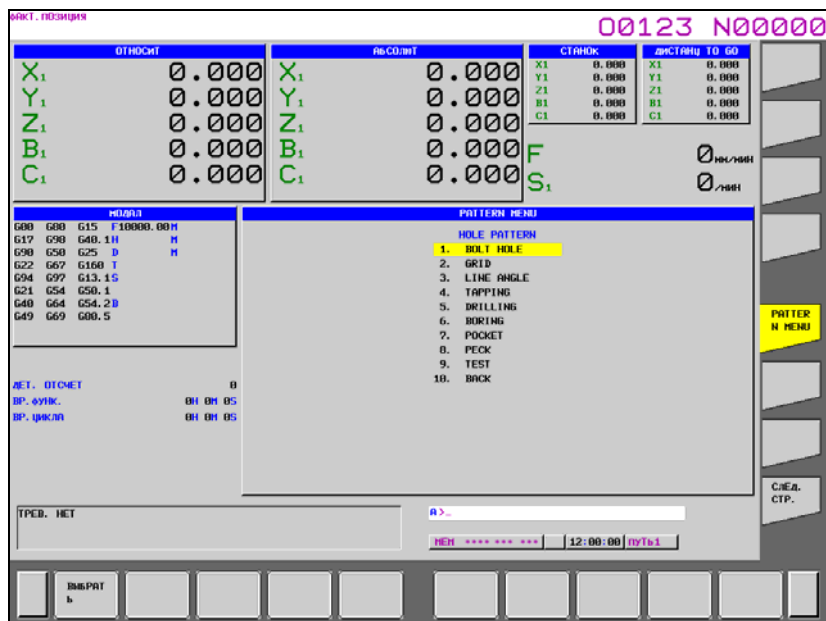 ФАКТ.ПОЗИЦИЯ
O0123 N00000
ОТНОСИТ
X1 0.000
Y1 0.000
Z1 0.000
B1 0.000
C1 0.000
АБСОЛЮТ
X1 0.000
Y1 0.000
Z1 0.000
B1 0.000
C1 0.000
СТАНОК
X1 0.000
Y1 0.000
Z1 0.000
B1 0.000
C1 0.000
ДИСТАНЦ TO GO
X1 0.000
Y1 0.000
Z1 0.000
B1 0.000
C1 0.000
F 0мм/мин
S1 0/мин
МОДАЛ
G00 G80 G15 F10000.00M
G17 G98 G40.1H M
G90 G50 G25 D M
G22 G67 G160 T
G94 G97 G13.1S
G21 G54 G50.1
G40 G64 G54.2B
G49 G69 G80.5
ДЕТ. ОТСЧЕТ 0
ВР.ФУНК. 0H 0M 0S
ВР.ЦИКЛА 0H 0M 0S
PATTERN MENU
HOLE PATTERN
1. BOLT HOLE
2. GRID
3. LINE ANGLE
4. TAPPING
5. DRILLING
6. BORING
7. POCKET
8. PECK
9. TEST
10. BACK
PATTER
N MENU
СЛЕД.
СТР.
ТРЕВ. НЕТ
A>_
MEM **** *** *** 12:00:00 ПУТЬ1
ВЫБРАТ
Ь